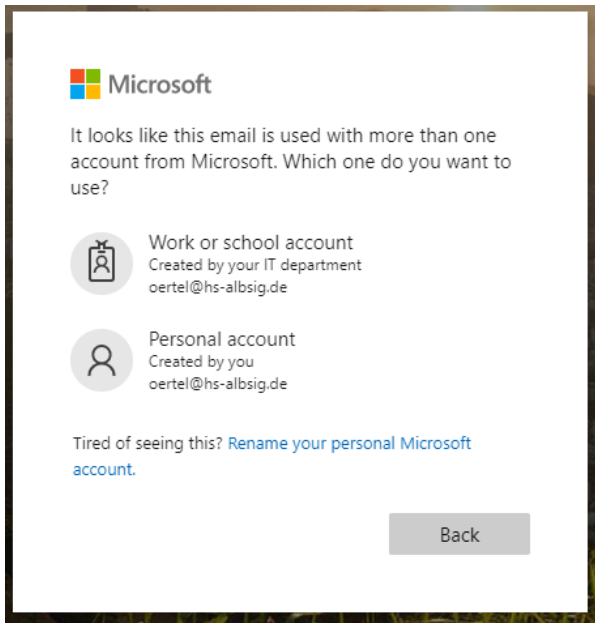 Microsoft
It looks like this email is used with more than one
account from Microsoft. Which one do you want to
use?
Work or school account
Created by your IT department
oertel@hs-albsig.de
Personal account
Created by you
oertel@hs-albsig.de
Tired of seeing this? Rename your personal Microsoft
account.
Back